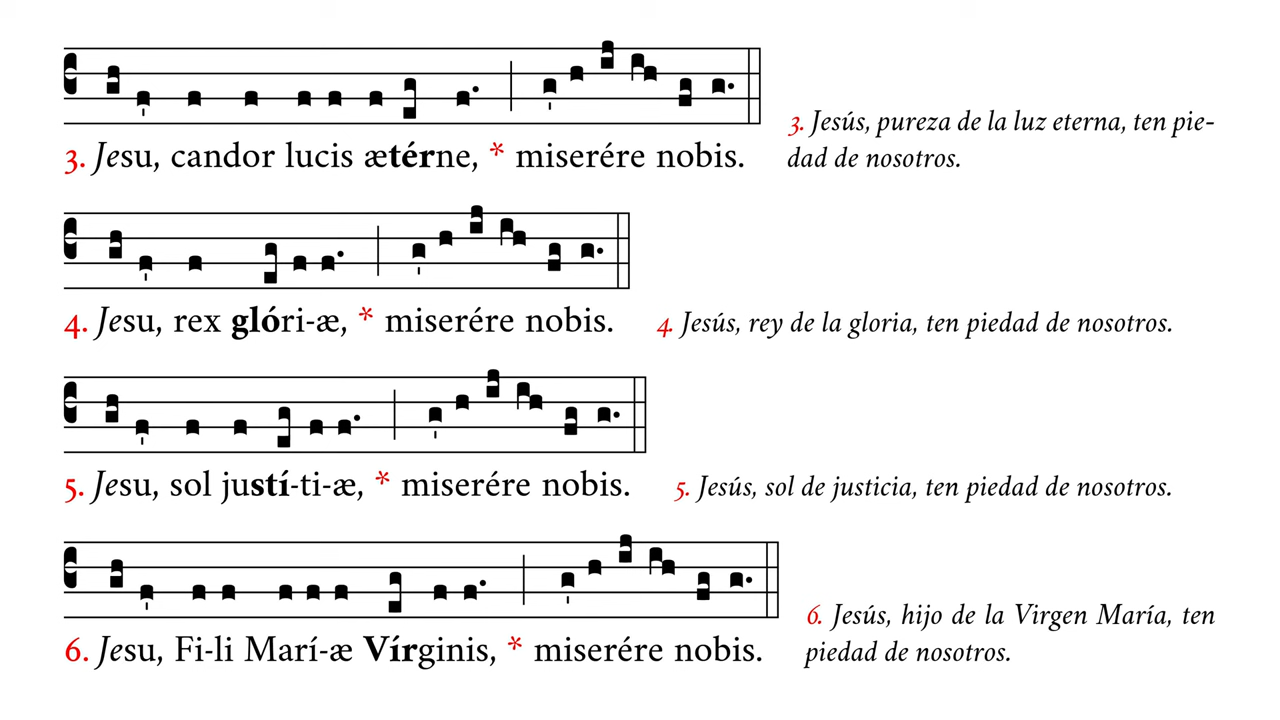 3. Jesu, candor lucis ætérne, * miserére nobis.
3. Jesús, pureza de la luz eterna, ten pie-
dad de nosotros.
4. Jesu, rex glóri-æ, * miserére nobis.
4. Jesús, rey de la gloria, ten piedad de nosotros.
5. Jesu, sol justí-ti-æ, * miserére nobis.
5. Jesús, sol de justicia, ten piedad de nosotros.
6. Jesu, Fi-li Marí-æ Vírginis, * miserére nobis.
6. Jesús, hijo de la Virgen María, ten
piedad de nosotros.